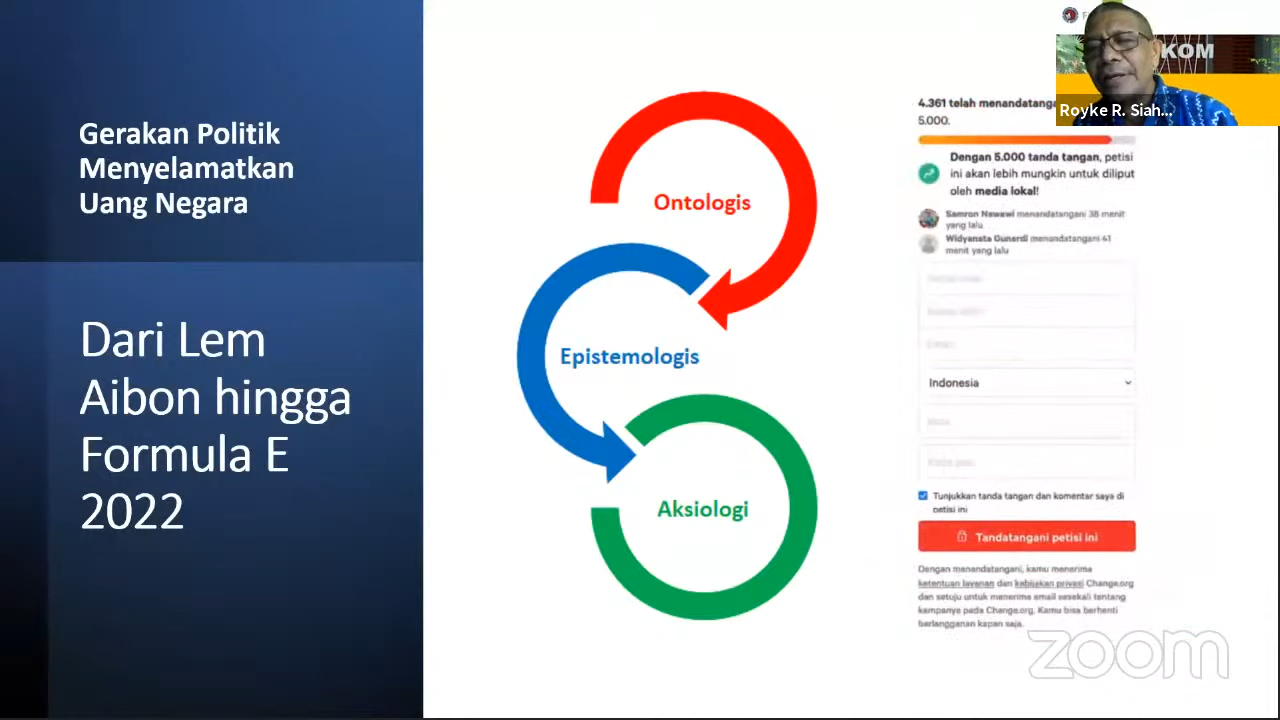 Gerakan Politik
Menyelamatkan
Uang Negara
Dari Lem
Aibon hingga
Formula E
2022
Ontologis
Epistemologis
Aksiologi
KOM
Royke R. Siah...
4.361 telah menandatanga
5.000.
Dengan 5.000 tanda tangan, petisi
ini akan lebih mungkin untuk diliput
oleh media lokal!
Samron Nawawi menandatangani 38 menit
yang lalu
Widyanata Gunardi menandatangani 41
menit yang lalu
Indonesia
Tunjukkan tanda tangan dan komentar saya di
petisi ini
Tandatangani petisi ini
Dengan menandatangani, kamu menerima
ketentuan layanan dan kebijakan privasi Change.org
dan setuju untuk menerima email sesekali tentang
kampanye pada Change.org. Kamu bisa berhenti
berlangganan kapan saja.
zoom